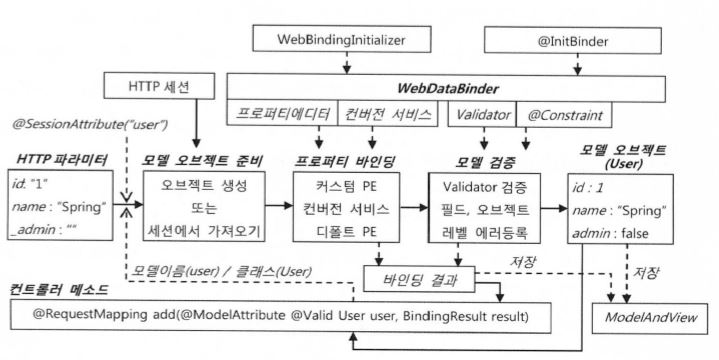 WebBindingInitializer
@InitBinder
HTTP 세션
WebDataBinder
프로퍼티에디터
컨버전 서비스
Validator
@Constraint
@SessionAttribute("user")
HTTP 파라미터
id: "1"
name : "Spring"
_admin : ""
모델 오브젝트 준비
오브젝트 생성
또는
세션에서 가져오기
프로퍼티 바인딩
커스텀 PE
컨버전 서비스
디폴트 PE
모델 검증
Validator 검증
필드, 오브젝트
레벨 에러등록
모델 오브젝트
(User)
id : 1
name : "Spring"
admin : false
모델이름(user) / 클래스(User)
바인딩 결과
저장
저장
컨트롤러 메소드
@RequestMapping add(@ModelAttribute @Valid User user, BindingResult result)
ModelAndView